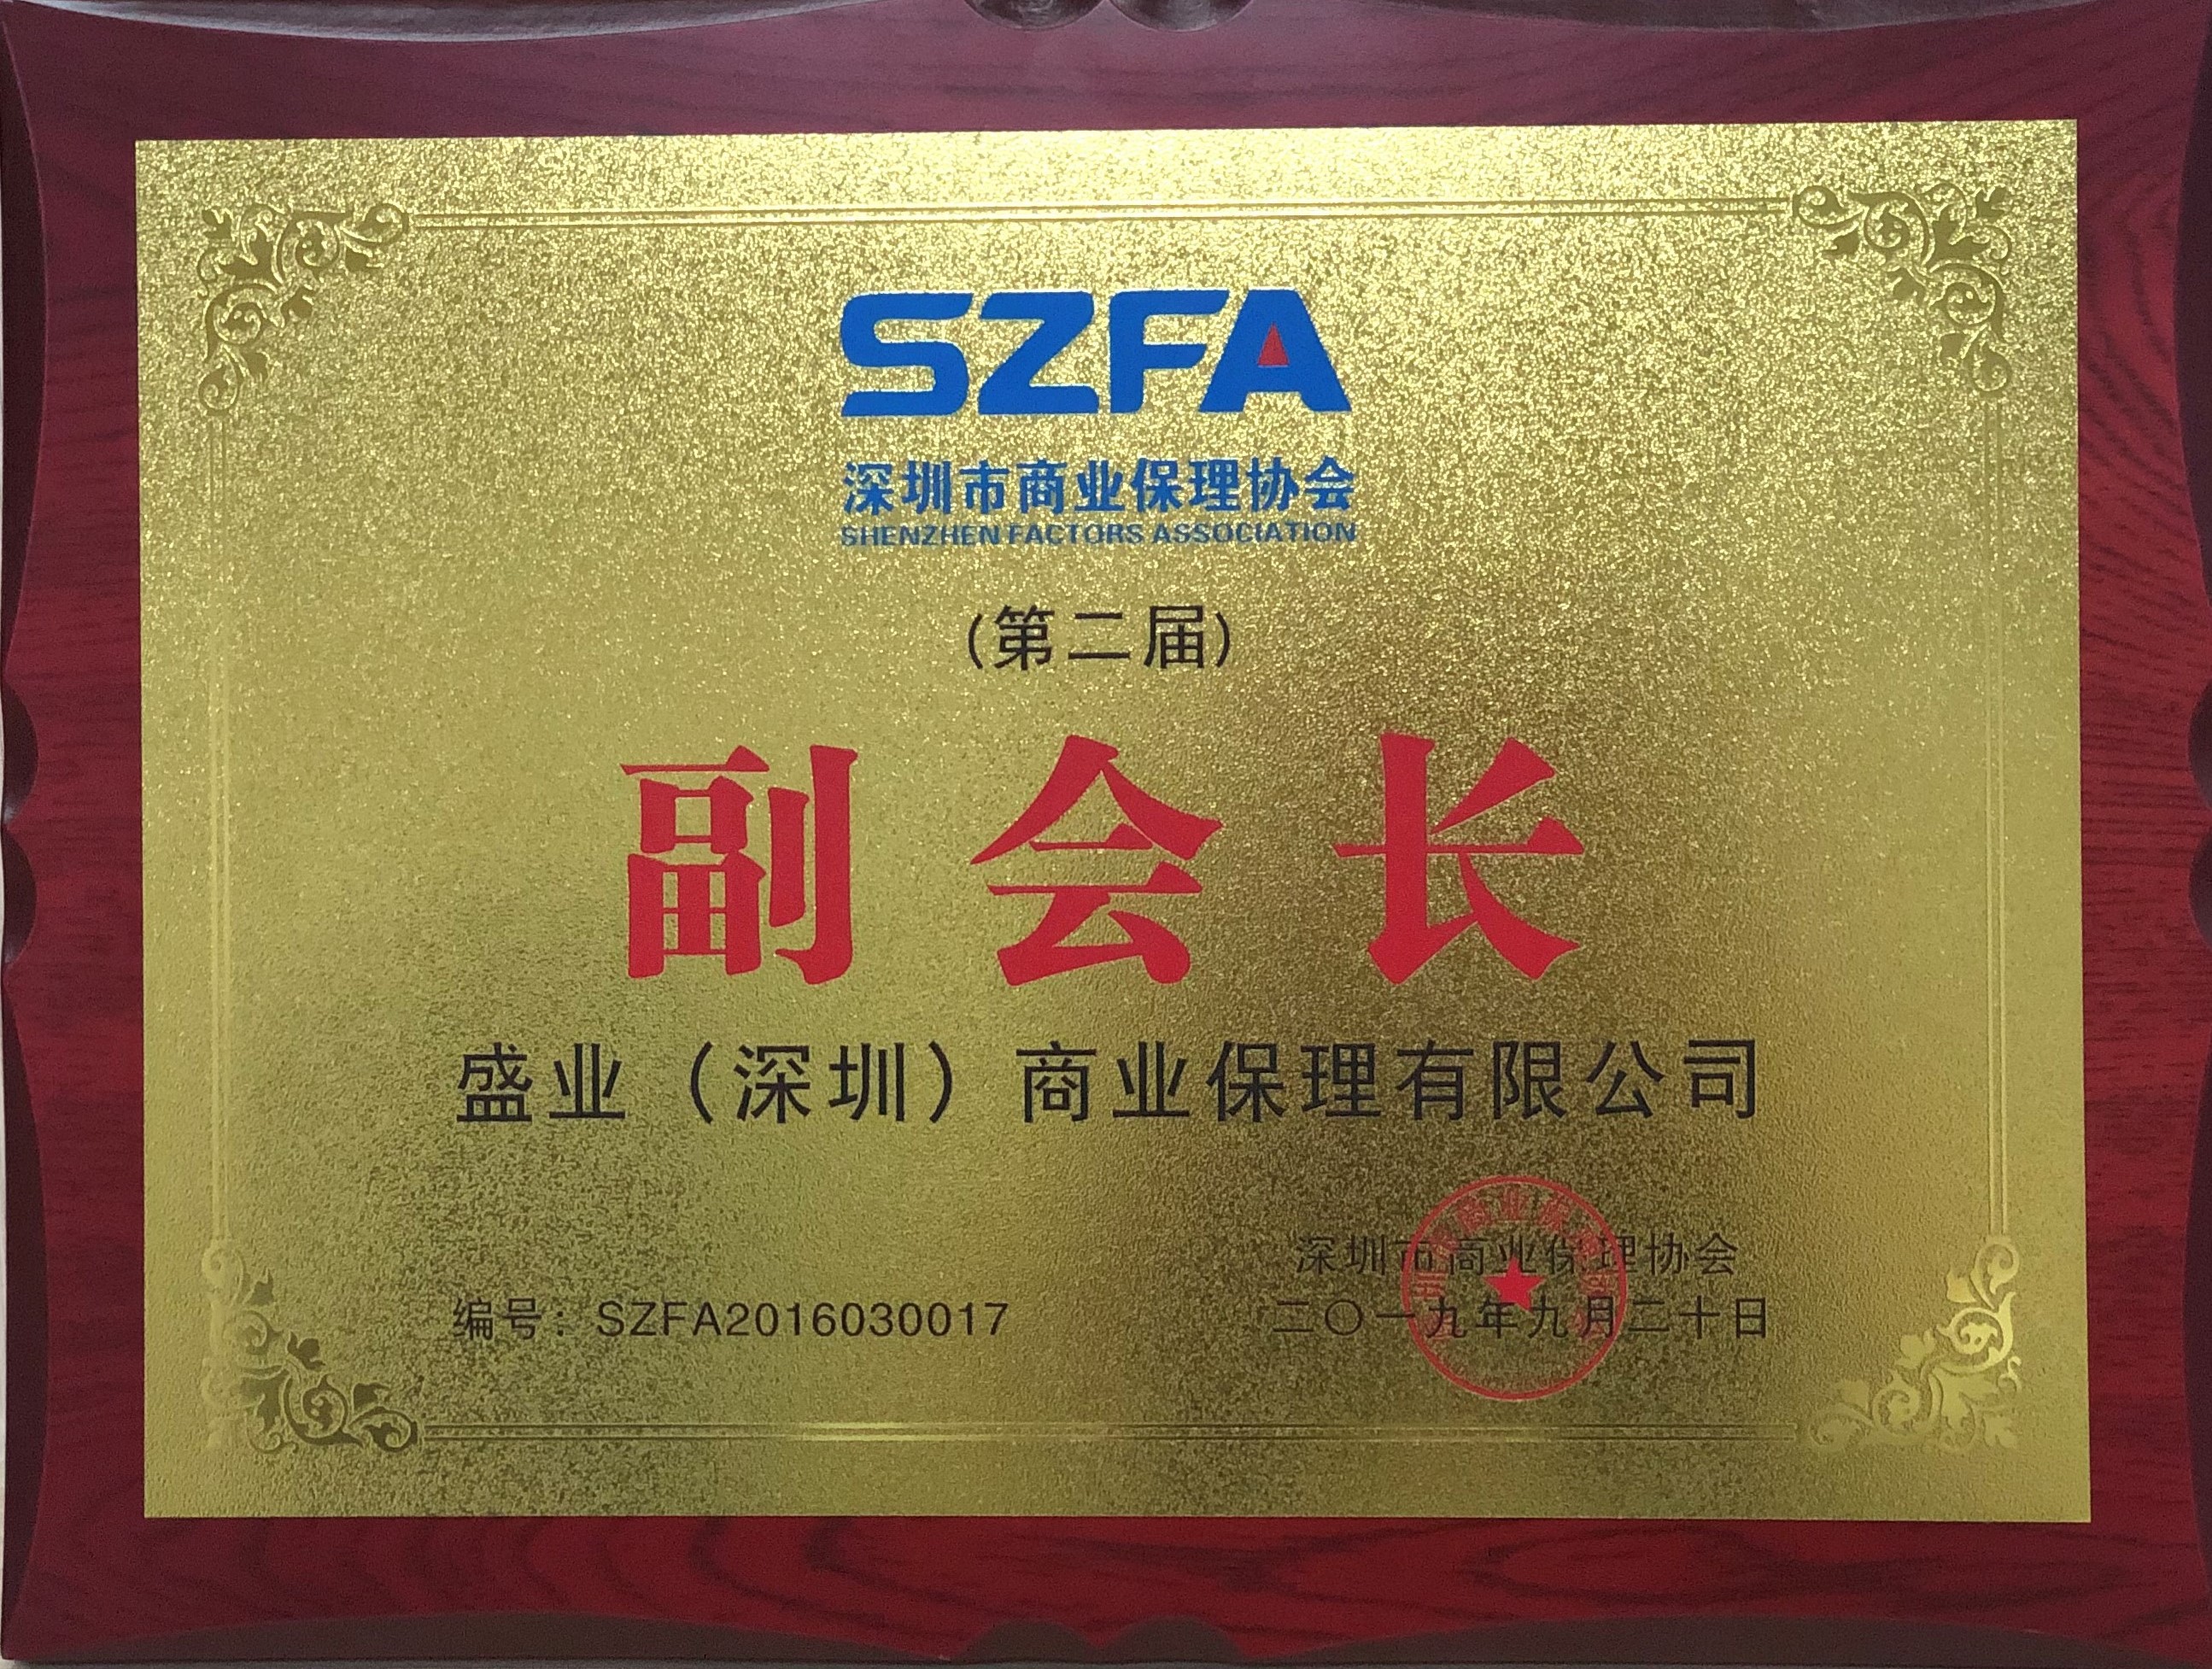 SZFA
深圳市商业保理协会
SHENZHEN FACTORS ASSOCIATION
(第二届)
副会长
盛业（深圳）商业保理有限公司
深圳市商业保理协会
编号：SZFA2016030017
二〇一九年九月二十日